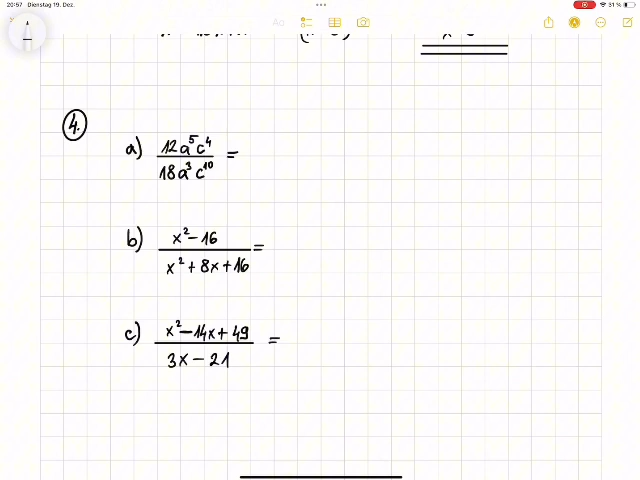 20:57 Dienstag 19. Dez.
31 %
Aa
4.
a) 12a⁵c⁴ / 18a³c¹⁰ =
b) x² − 16 / x² + 8x + 16 =
c) x² − 14x + 49 / 3x − 21 =